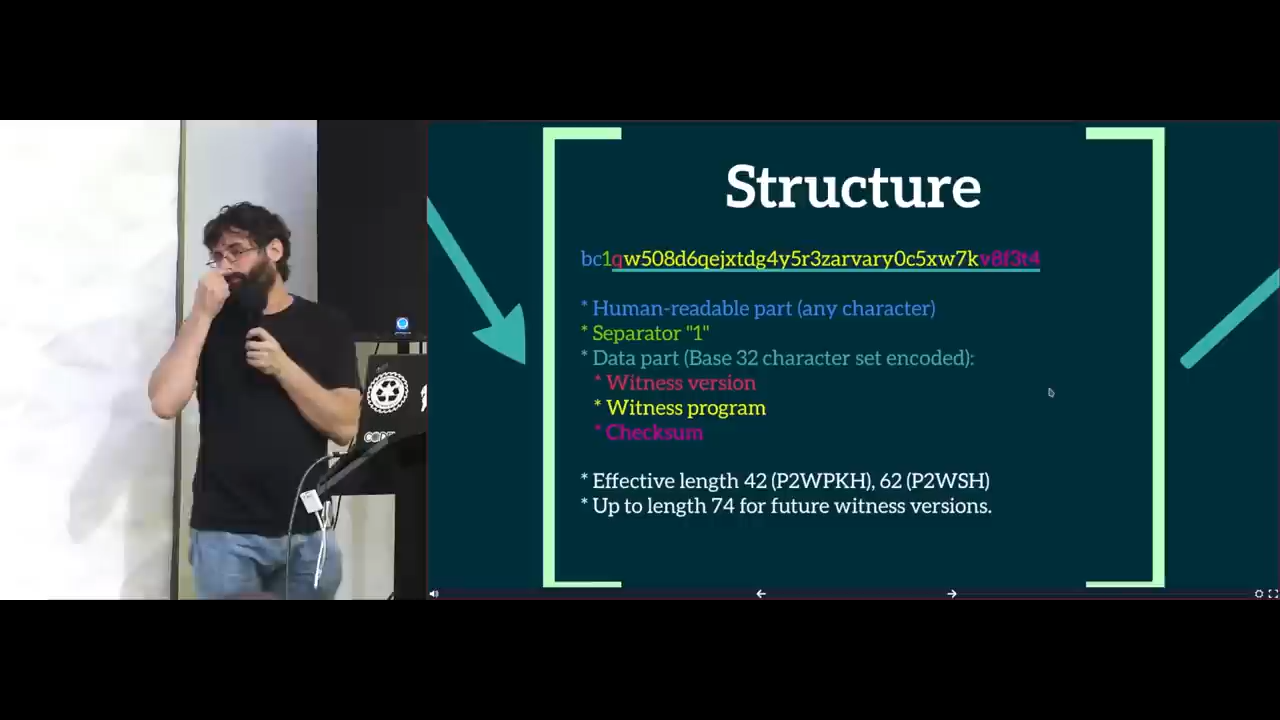 Structure
bc1qw508d6qejxtdg4y5r3zarvary0c5xw7kv8f3t4
* Human-readable part (any character)
* Separator "1"
* Data part (Base 32 character set encoded):
* Witness version
* Witness program
* Checksum
* Effective length 42 (P2WPKH), 62 (P2WSH)
* Up to length 74 for future witness versions.